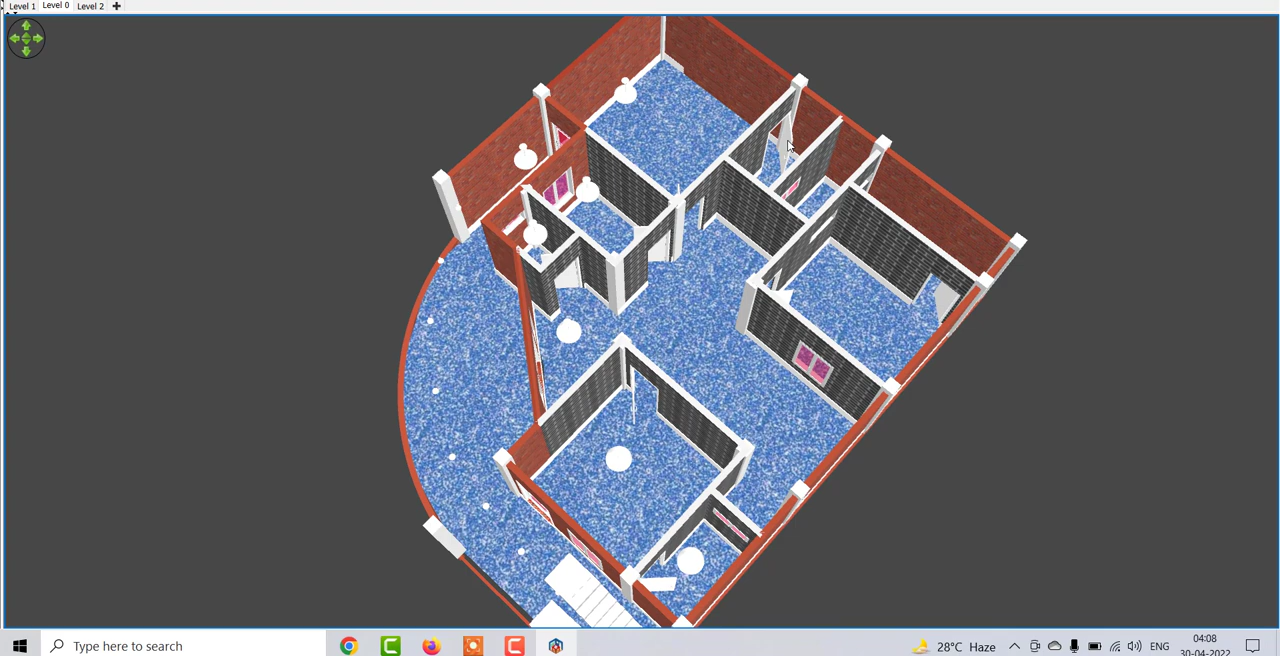 Level 1 Level 0 Level 2
Type here to search
28°C Haze
ENG
04:08
30-04-2022